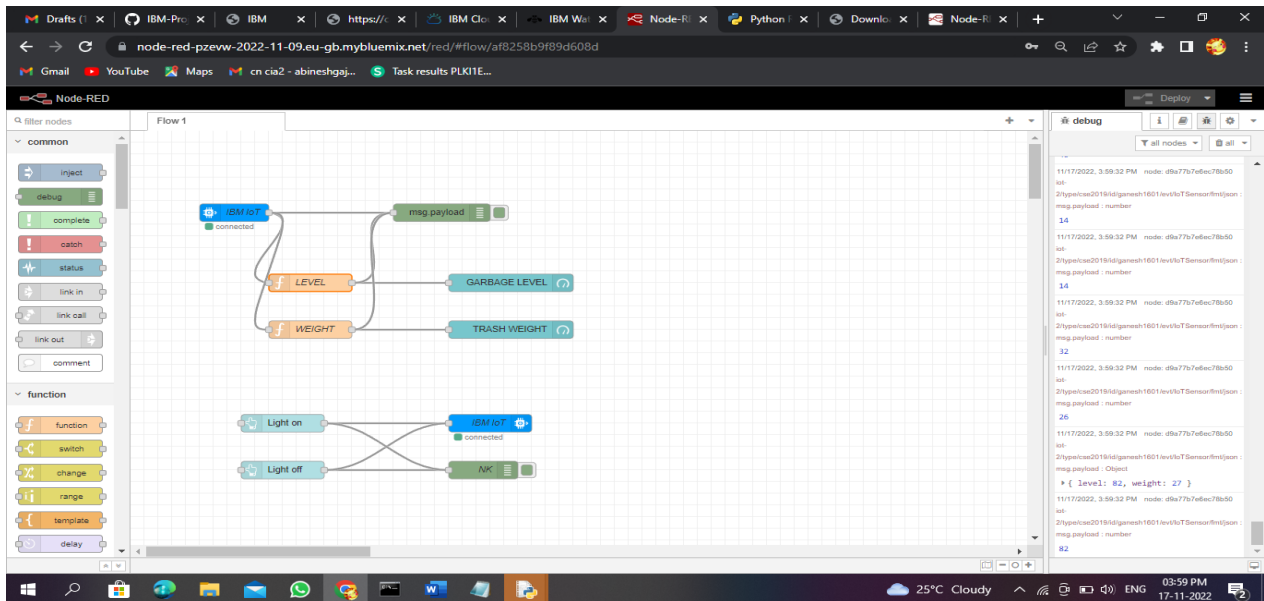 Drafts (1
IBM-Pro
IBM
https://c
IBM Clo
IBM Wat
Node-RE
Python F
Downlo
Node-RE
node-red-pzevw-2022-11-09.eu-gb.mybluemix.net/red/#flow/af8258b9f89d608d
Gmail
YouTube
Maps
cn cia2 - abineshgaj...
Task results PLKI1E...
Node-RED
Deploy
filter nodes
Flow 1
debug
i
all nodes
all
common
inject
debug
complete
catch
status
link in
link call
link out
comment
function
function
switch
change
range
template
delay
IBM IoT
connected
msg.payload
LEVEL
GARBAGE LEVEL
WEIGHT
TRASH WEIGHT
Light on
IBM IoT
connected
Light off
NK
11/17/2022, 3:59:32 PM node: d9a77b7e6ec78b50
iot-
2/type/cse2019/id/ganesh1601/evt/IoTSensor/fmt/json :
msg.payload : number
14
11/17/2022, 3:59:32 PM node: d9a77b7e6ec78b50
iot-
2/type/cse2019/id/ganesh1601/evt/IoTSensor/fmt/json :
msg.payload : number
14
11/17/2022, 3:59:32 PM node: d9a77b7e6ec78b50
iot-
2/type/cse2019/id/ganesh1601/evt/IoTSensor/fmt/json :
msg.payload : number
32
11/17/2022, 3:59:32 PM node: d9a77b7e6ec78b50
iot-
2/type/cse2019/id/ganesh1601/evt/IoTSensor/fmt/json :
msg.payload : number
26
11/17/2022, 3:59:32 PM node: d9a77b7e6ec78b50
iot-
2/type/cse2019/id/ganesh1601/evt/IoTSensor/fmt/json :
msg.payload : Object
{ level: 82, weight: 27 }
11/17/2022, 3:59:32 PM node: d9a77b7e6ec78b50
iot-
2/type/cse2019/id/ganesh1601/evt/IoTSensor/fmt/json :
msg.payload : number
82
25°C Cloudy
ENG
03:59 PM
17-11-2022